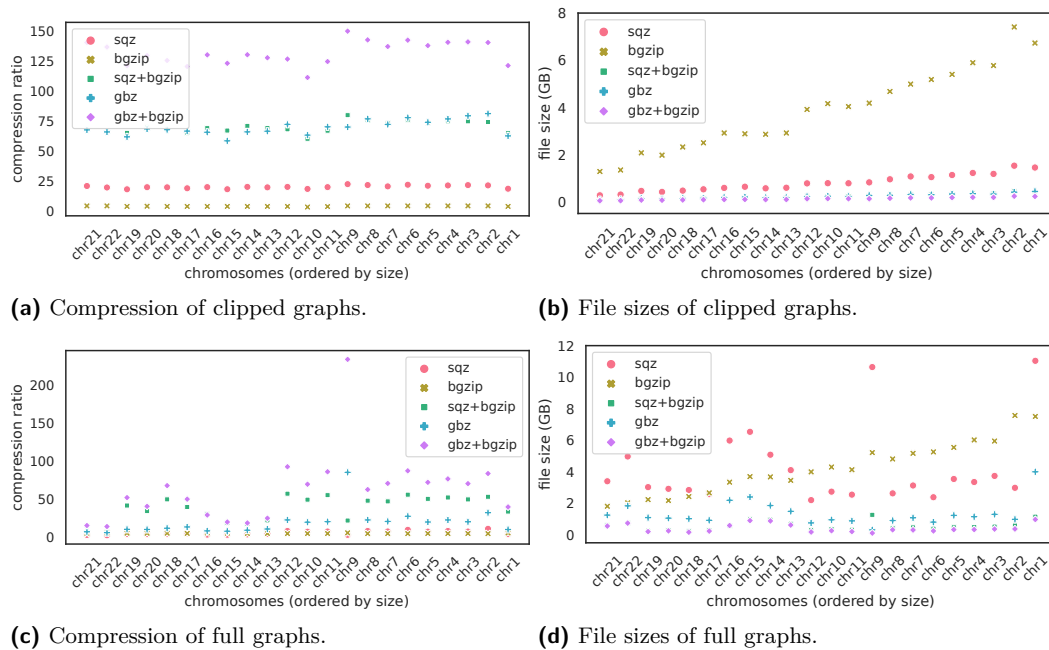 150
125
100
75
50
25
0
compression ratio
sqz
bgzip
sqz+bgzip
gbz
gbz+bgzip
chr21
chr22
chr19
chr20
chr18
chr17
chr16
chr15
chr14
chr13
chr12
chr10
chr11
chr9
chr8
chr7
chr6
chr5
chr4
chr3
chr2
chr1
chromosomes (ordered by size)
(a) Compression of clipped graphs.
8
6
4
2
0
file size (GB)
sqz
bgzip
sqz+bgzip
gbz
gbz+bgzip
chr21
chr22
chr19
chr20
chr18
chr17
chr16
chr15
chr14
chr13
chr12
chr10
chr11
chr9
chr8
chr7
chr6
chr5
chr4
chr3
chr2
chr1
chromosomes (ordered by size)
(b) File sizes of clipped graphs.
200
150
100
50
0
compression ratio
sqz
bgzip
sqz+bgzip
gbz
gbz+bgzip
chr21
chr22
chr19
chr20
chr18
chr17
chr16
chr15
chr14
chr13
chr12
chr10
chr11
chr9
chr8
chr7
chr6
chr5
chr4
chr3
chr2
chr1
chromosomes (ordered by size)
(c) Compression of full graphs.
12
10
8
6
4
2
0
file size (GB)
sqz
bgzip
sqz+bgzip
gbz
gbz+bgzip
chr21
chr22
chr19
chr20
chr18
chr17
chr16
chr15
chr14
chr13
chr12
chr10
chr11
chr9
chr8
chr7
chr6
chr5
chr4
chr3
chr2
chr1
chromosomes (ordered by size)
(d) File sizes of full graphs.